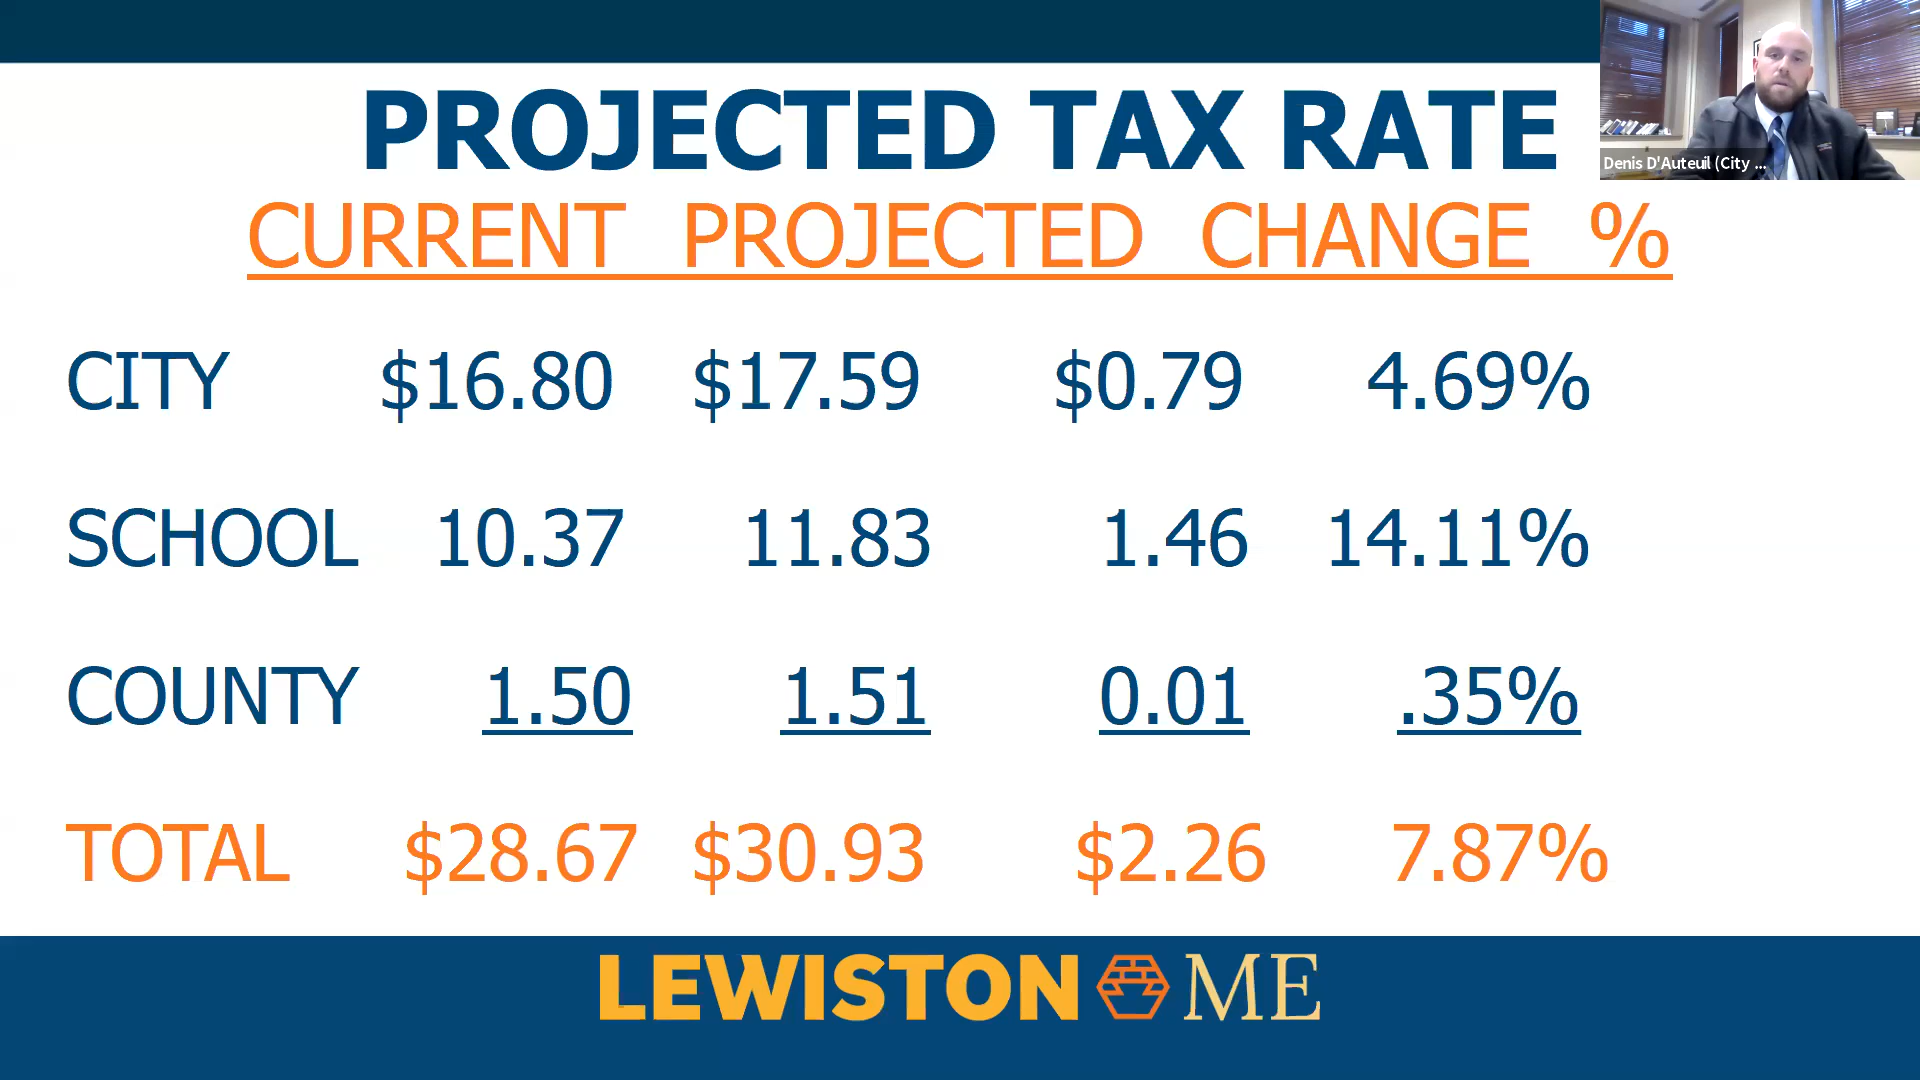 PROJECTED TAX RATE
Denis D'Auteuil (City ...
CURRENT PROJECTED CHANGE %
CITY $16.80 $17.59 $0.79 4.69%
SCHOOL 10.37 11.83 1.46 14.11%
COUNTY 1.50 1.51 0.01 .35%
TOTAL $28.67 $30.93 $2.26 7.87%
LEWISTON ME